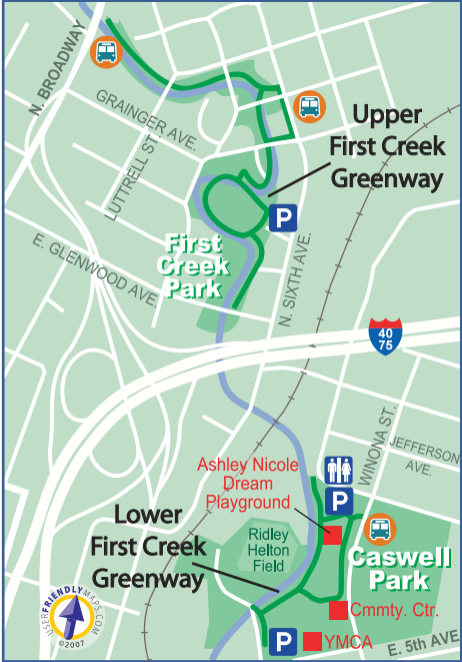 N. BROADWAY
GRAINGER AVE.
LUTTRELL ST.
Upper
First Creek
Greenway
P
E. GLENWOOD AVE.
First
Creek
Park
N. SIXTH AVE.
40
75
WINONA ST.
JEFFERSON
AVE.
Ashley Nicole
Dream
Playground
P
Lower
First Creek
Greenway
Ridley
Helton
Field
Caswell
Park
Cmmty. Ctr.
P
YMCA
E. 5th AVE.
USERFRIENDLYMAPS.COM
©2007